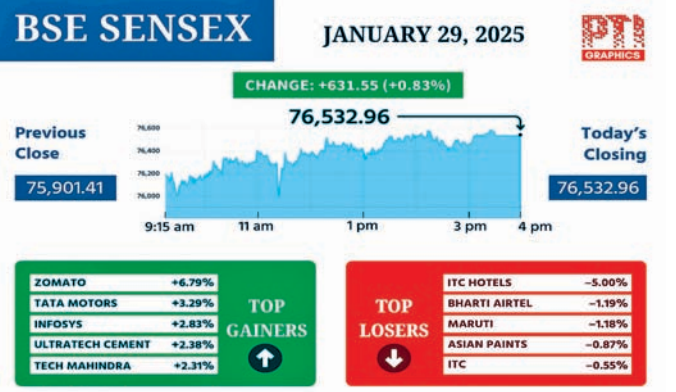 BSE SENSEX
JANUARY 29, 2025
PTI
GRAPHICS
CHANGE: +631.55 (+0.83%)
76,532.96
Previous
Close
75,901.41
76,600
76,400
76,200
76,000
Today's
Closing
76,532.96
9:15 am 11 am 1 pm 3 pm 4 pm
ZOMATO +6.79%
TATA MOTORS +3.29%
INFOSYS +2.83%
ULTRATECH CEMENT +2.38%
TECH MAHINDRA +2.31%
TOP
GAINERS
TOP
LOSERS
ITC HOTELS –5.00%
BHARTI AIRTEL –1.19%
MARUTI –1.18%
ASIAN PAINTS –0.87%
ITC –0.55%